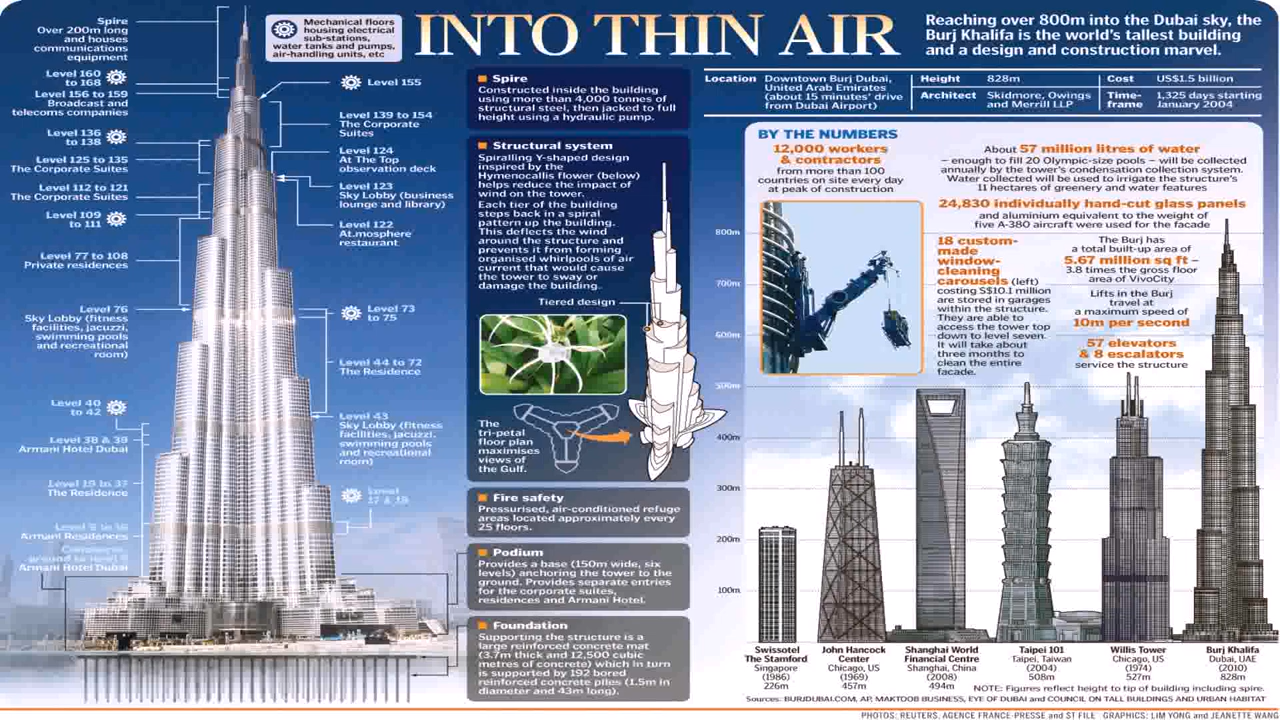 INTO THIN AIR
Reaching over 800m into the Dubai sky, the
Burj Khalifa is the world's tallest building
and a design and construction marvel.
Mechanical floors
housing electrical
sub-stations,
water tanks and pumps,
air-handling units, etc
Spire
Over 200m long
and houses
communications
equipment
Level 160
to 168
Level 156 to 159
Broadcast and
telecoms companies
Level 136
to 138
Level 125 to 135
The Corporate Suites
Level 112 to 121
The Corporate Suites
Level 109
to 111
Level 77 to 108
Private residences
Level 76
Sky Lobby (fitness
facilities, jacuzzi,
swimming pools
and recreational
room)
Level 40
to 42
Level 38 & 39
Armani Hotel Dubai
Level 19 to 37
The Residence
Armani Residences
Armani Hotel Dubai
Level 155
Level 139 to 154
The Corporate
Suites
Level 124
At The Top
observation deck
Level 123
Sky Lobby (business
lounge and library)
Level 122
At.mosphere
restaurant
Level 73
to 75
Level 44 to 72
The Residence
Level 43
Sky Lobby (fitness
facilities, jacuzzi,
swimming pools
and recreational
room)
Level
Spire
Constructed inside the building
using more than 4,000 tonnes of
structural steel, then jacked to full
height using a hydraulic pump.
Structural system
Spiralling Y-shaped design
inspired by the
Hymenocallis flower (below)
helps reduce the impact of
wind on the tower.
Each tier of the building
steps back in a spiral
pattern up the building.
This deflects the wind
around the structure and
prevents it from forming
organised whirlpools of air
current that would cause
the tower to sway or
damage the building.
Tiered design
The
tri-petal
floor plan
maximises
views of
the Gulf.
Fire safety
Pressurised, air-conditioned refuge
areas located approximately every
25 floors.
Podium
Provides a base (150m wide, six
levels) anchoring the tower to the
ground. Provides separate entries
for the corporate suites,
residences and Armani Hotel.
Foundation
Supporting the structure is a
large reinforced concrete mat
(3.7m thick and 12,500 cubic
metres of concrete) which in turn
is supported by 192 bored
reinforced concrete piles (1.5m in
diameter and 43m long).
Location Downtown Burj Dubai,
United Arab Emirates
(about 15 minutes' drive
from Dubai Airport)
Height 828m
Architect Skidmore, Owings
and Merrill LLP
Cost US$1.5 billion
Time-
frame 1,325 days starting
January 2004
BY THE NUMBERS
12,000 workers
& contractors
from more than 100
countries on site every day
at peak of construction
About 57 million litres of water
– enough to fill 20 Olympic-size pools – will be collected
annually by the tower's condensation collection system.
Water collected will be used to irrigate the structure's
11 hectares of greenery and water features
24,830 individually hand-cut glass panels
and aluminium equivalent to the weight of
five A-380 aircraft were used for the facade
18 custom-
made
window-
cleaning
carousels (left)
costing S$10.1 million
are stored in garages
within the structure.
They are able to
access the tower top
down to level seven.
It will take about
three months to
clean the entire
facade.
The Burj has
a total built-up area of
5.67 million sq ft –
3.8 times the gross floor
area of VivoCity
Lifts in the Burj
travel at
a maximum speed of
10m per second
57 elevators
& 8 escalators
service the structure
800m
700m
600m
500m
400m
300m
200m
100m
Swissotel
The Stamford
Singapore
(1986)
226m
John Hancock
Center
Chicago, US
(1969)
457m
Shanghai World
Financial Centre
Shanghai, China
(2008)
494m
Taipei 101
Taipei, Taiwan
(2004)
508m
Willis Tower
Chicago, US
(1974)
527m
Burj Khalifa
Dubai, UAE
(2010)
828m
NOTE: Figures reflect height to tip of building including spire.
Sources: BURJDUBAI.COM, AP, MAKTOOB BUSINESS, EYE OF DUBAI and COUNCIL ON TALL BUILDINGS AND URBAN HABITAT
PHOTOS: REUTERS, AGENCE FRANCE-PRESSE and ST FILE GRAPHICS: LIM YONG and JEANETTE WANG